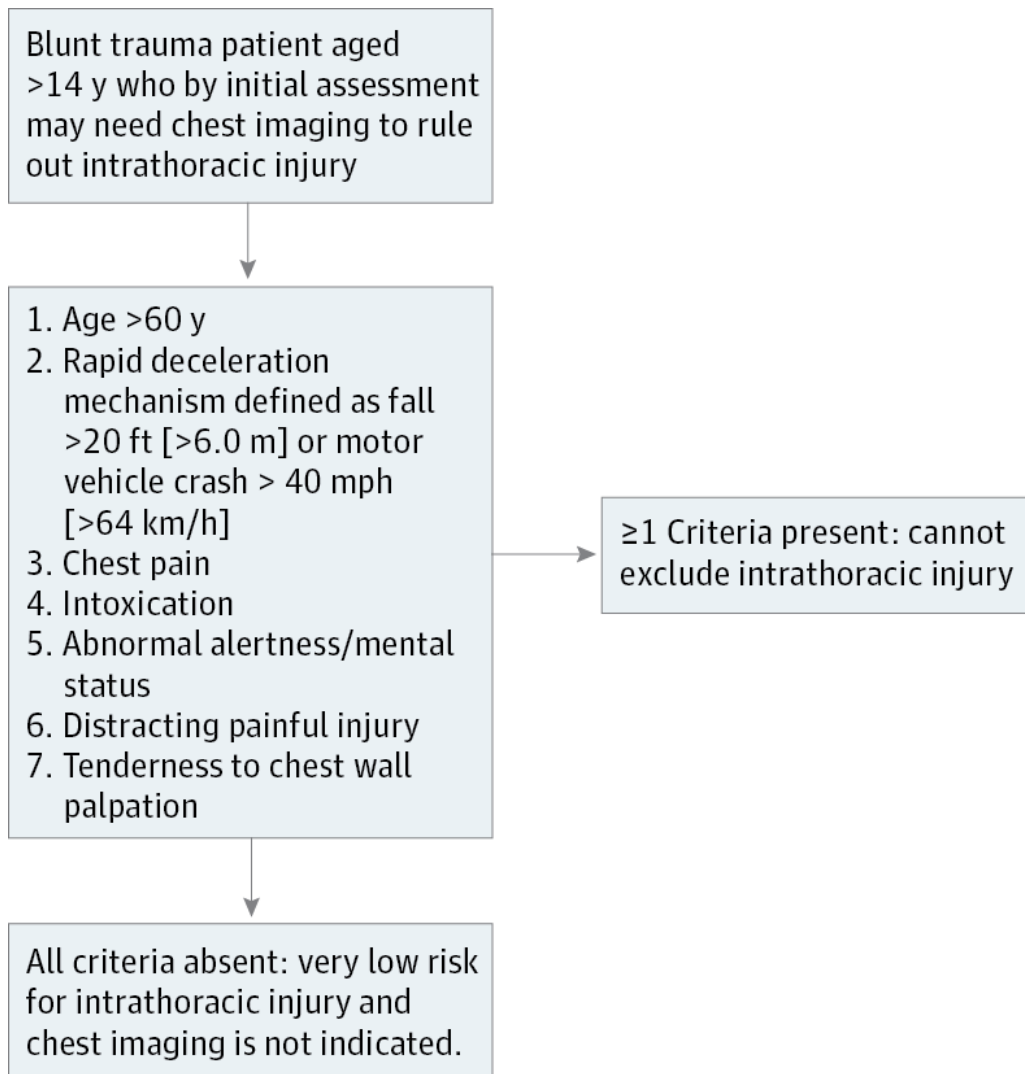 Blunt trauma patient aged
>14 y who by initial assessment
may need chest imaging to rule
out intrathoracic injury
1. Age >60 y
2. Rapid deceleration
mechanism defined as fall
>20 ft [>6.0 m] or motor
vehicle crash > 40 mph
[>64 km/h]
3. Chest pain
4. Intoxication
5. Abnormal alertness/mental
status
6. Distracting painful injury
7. Tenderness to chest wall
palpation
≥1 Criteria present: cannot
exclude intrathoracic injury
All criteria absent: very low risk
for intrathoracic injury and
chest imaging is not indicated.